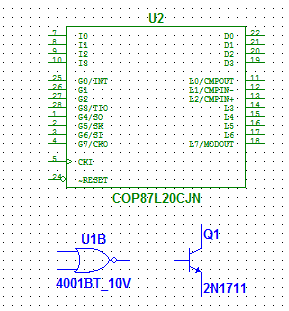 U2
7 I0 D0 22
8 I1 D1 21
9 I2 D2 20
10 I3 D3 19
25 G0/INT L0/CMPOUT 11
26 G1 L1/CMPIN- 12
27 G2 L2/CMPIN+ 13
28 G3/TIO L3 14
1 G4/SO L4 15
2 G5/SK L5 16
3 G6/SI L6 17
4 G7/CKO L7/MODOUT 18
5 CKI
24 ~RESET
COP87L20CJN
U1B
4001BT_10V
Q1
2N1711